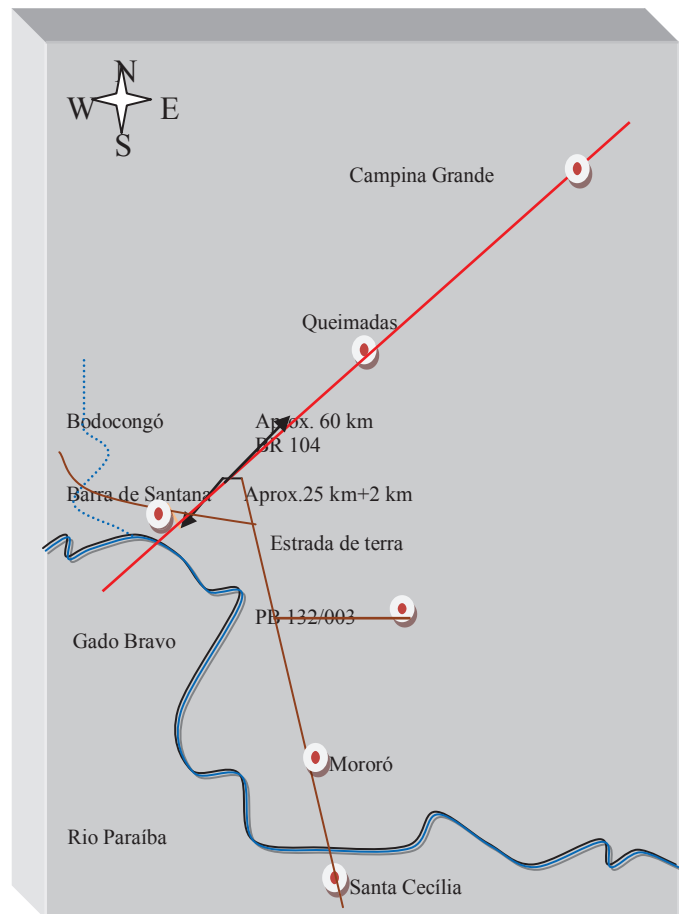 N
W E
S
Campina Grande
Queimadas
Bodocongó
Aprox. 60 km
BR 104
Barra de Santana
Aprox.25 km+2 km
Estrada de terra
PB 132/003
Gado Bravo
Mororó
Rio Paraíba
Santa Cecília